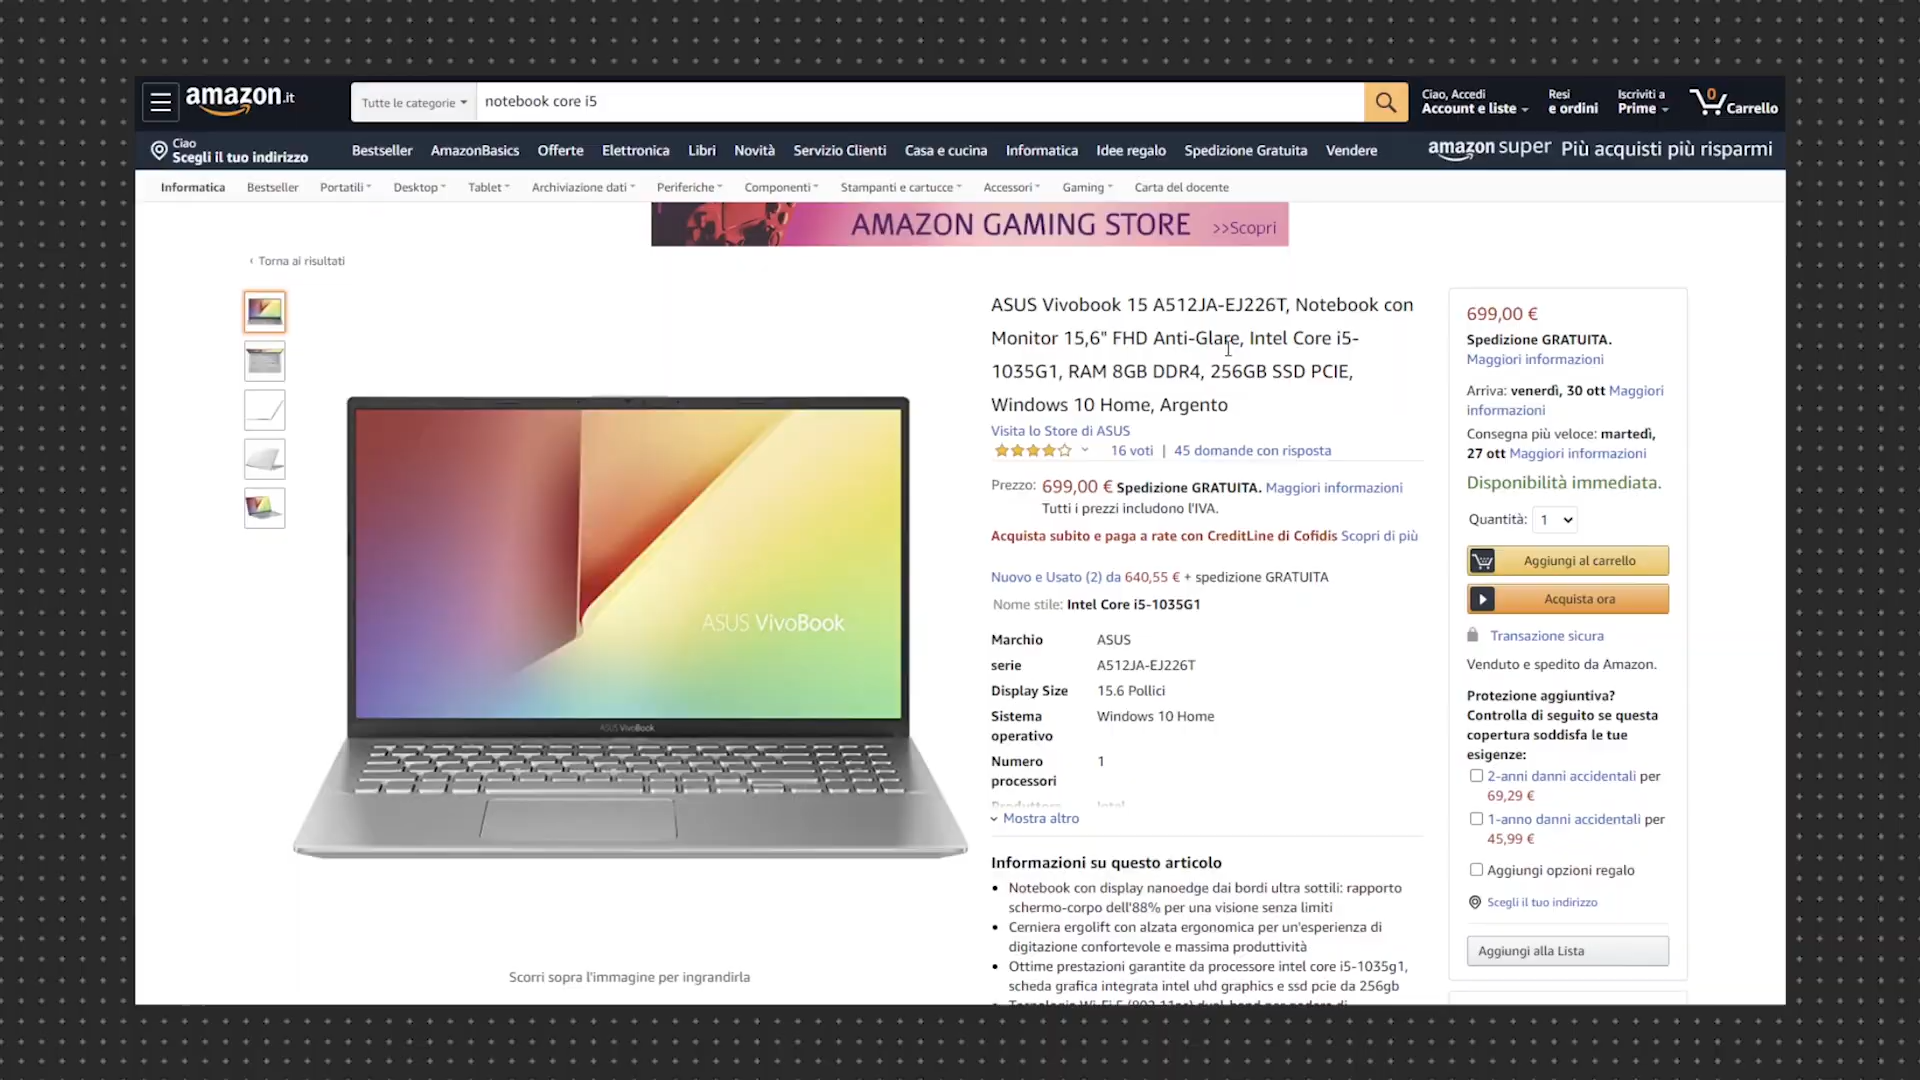 amazon.it
Tutte le categorie
notebook core i5
Ciao, Accedi
Account e liste
Resi
e ordini
Iscriviti a
Prime
0
Carrello
Ciao
Scegli il tuo indirizzo
Bestseller
AmazonBasics
Offerte
Elettronica
Libri
Novità
Servizio Clienti
Casa e cucina
Informatica
Idee regalo
Spedizione Gratuita
Vendere
amazon super Più acquisti più risparmi
Informatica
Bestseller
Portatili
Desktop
Tablet
Archiviazione dati
Periferiche
Componenti
Stampanti e cartucce
Accessori
Gaming
Carta del docente
AMAZON GAMING STORE >>Scopri
‹ Torna ai risultati
ASUS VivoBook
ASUS VivoBook
Scorri sopra l'immagine per ingrandirla
ASUS Vivobook 15 A512JA-EJ226T, Notebook con
Monitor 15,6" FHD Anti-Glare, Intel Core i5-
1035G1, RAM 8GB DDR4, 256GB SSD PCIE,
Windows 10 Home, Argento
Visita lo Store di ASUS
16 voti | 45 domande con risposta
Prezzo: 699,00 € Spedizione GRATUITA. Maggiori informazioni
Tutti i prezzi includono l'IVA.
Acquista subito e paga a rate con CreditLine di Cofidis Scopri di più
Nuovo e Usato (2) da 640,55 € + spedizione GRATUITA
Nome stile: Intel Core i5-1035G1
Marchio ASUS
serie A512JA-EJ226T
Display Size 15.6 Pollici
Sistema operativo Windows 10 Home
Numero processori 1
Produttore Intel
Mostra altro
Informazioni su questo articolo
• Notebook con display nanoedge dai bordi ultra sottili: rapporto
schermo-corpo dell'88% per una visione senza limiti
• Cerniera ergolift con alzata ergonomica per un'esperienza di
digitazione confortevole e massima produttività
• Ottime prestazioni garantite da processore intel core i5-1035g1,
scheda grafica integrata intel uhd graphics e ssd pcie da 256gb
• Tecnologia Wi-Fi 5 (802.11ac) dual-band per godere di
699,00 €
Spedizione GRATUITA.
Maggiori informazioni
Arriva: venerdì, 30 ott Maggiori
informazioni
Consegna più veloce: martedì,
27 ott Maggiori informazioni
Disponibilità immediata.
Quantità: 1
Aggiungi al carrello
Acquista ora
Transazione sicura
Venduto e spedito da Amazon.
Protezione aggiuntiva?
Controlla di seguito se questa
copertura soddisfa le tue
esigenze:
2-anni danni accidentali per
69,29 €
1-anno danni accidentali per
45,99 €
Aggiungi opzioni regalo
Scegli il tuo indirizzo
Aggiungi alla Lista